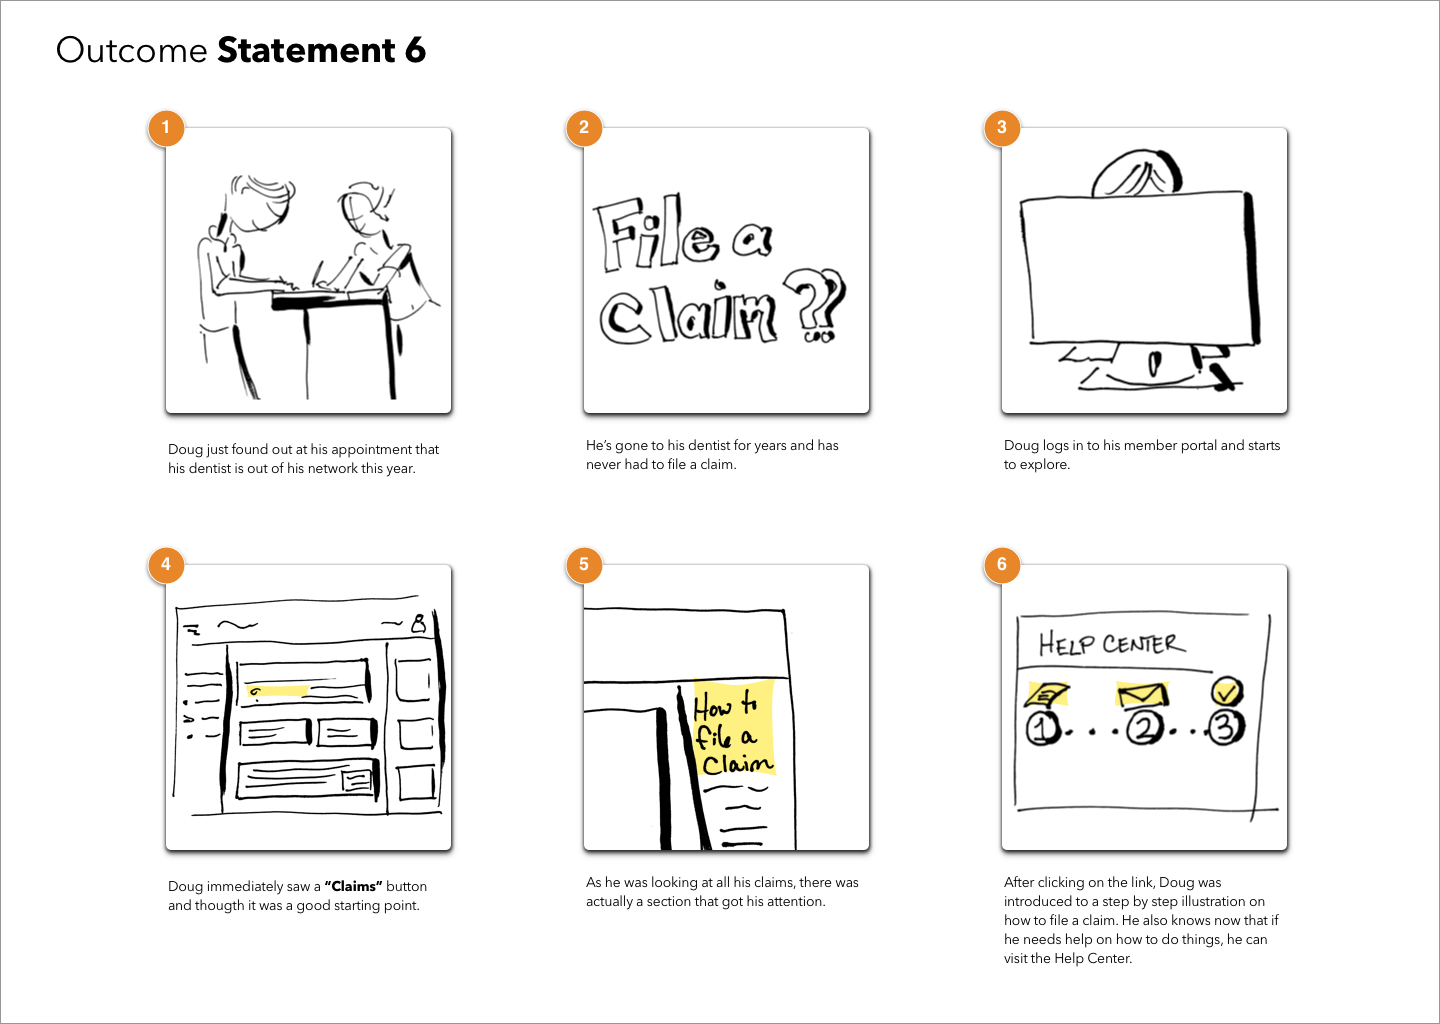 Outcome Statement 6
1
2
3
File a
Claim??
Doug just found out at his appointment that
his dentist is out of his network this year.
He's gone to his dentist for years and has
never had to file a claim.
Doug logs in to his member portal and starts
to explore.
4
5
6
How to
file a
Claim
HELP CENTER
1...2...3
Doug immediately saw a “Claims” button
and thougth it was a good starting point.
As he was looking at all his claims, there was
actually a section that got his attention.
After clicking on the link, Doug was
introduced to a step by step illustration on
how to file a claim. He also knows now that if
he needs help on how to do things, he can
visit the Help Center.